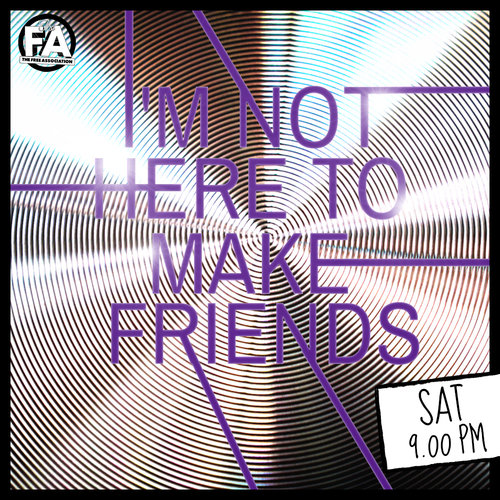 FA
THE FREE ASSOCIATION
I'M NOT
HERE TO
MAKE
FRIENDS
SAT
9.00 PM